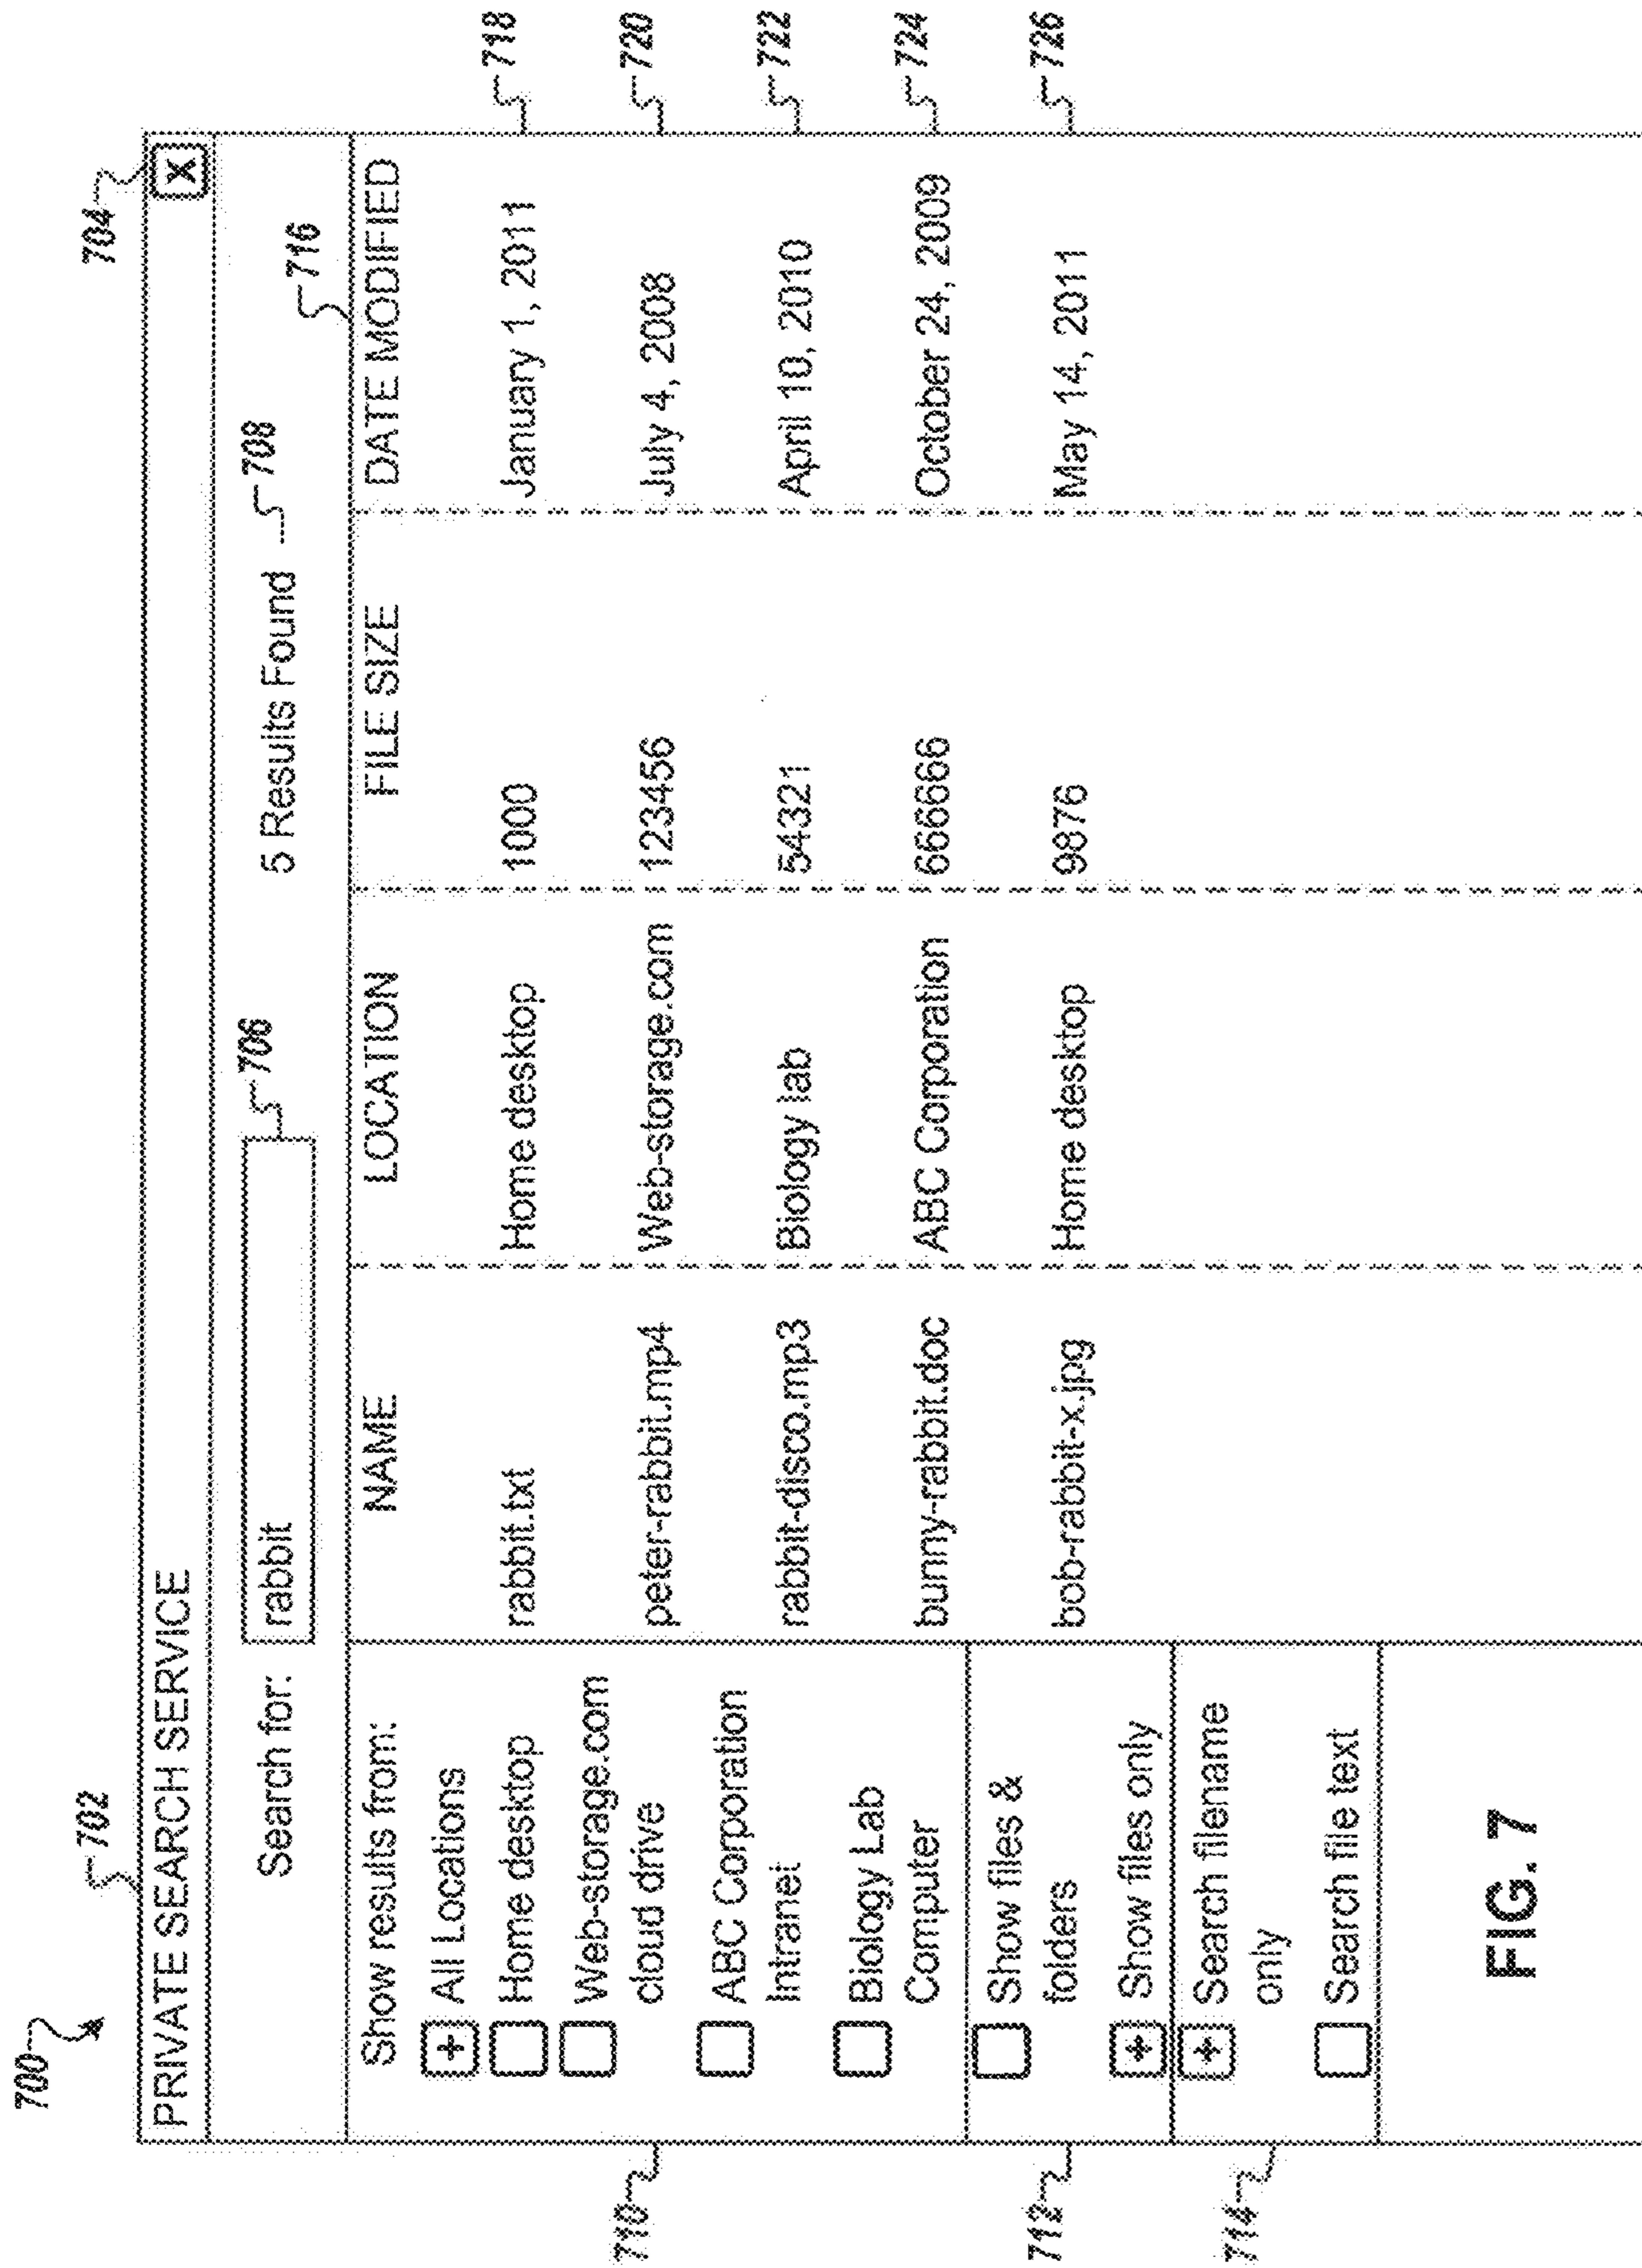 700
702
704
PRIVATE SEARCH SERVICE
X
Search for:
rabbit
706
5 Results Found
708
716
Show results from:
+ All Locations
Home desktop
Web-storage.com
cloud drive
ABC Corporation
Intranet
Biology Lab
Computer
710
Show files &
folders
+ Show files only
712
+ Search filename
only
Search file text
714
NAME LOCATION FILE SIZE DATE MODIFIED
rabbit.txt Home desktop 1000 January 1, 2011 718
peter-rabbit.mp4 Web-storage.com 123456 July 4, 2008 720
rabbit-disco.mp3 Biology lab 54321 April 10, 2010 722
bunny-rabbit.doc ABC Corporation 666666 October 24, 2009 724
bob-rabbit-x.jpg Home desktop 9876 May 14, 2011 726
FIG. 7